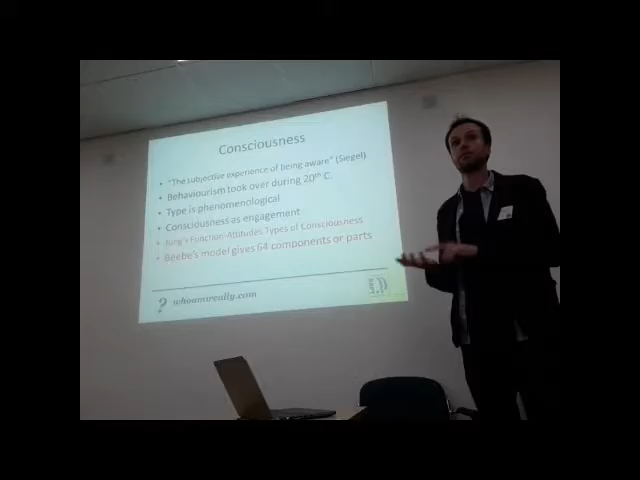 Consciousness
• "The subjective experience of being aware" (Siegel)
• Behaviourism took over during 20th C.
• Type is phenomenological
• Consciousness as engagement
• Jung's Function-Attitudes Types of Consciousness
• Beebe's model gives 64 components or parts
? whoamireally.com